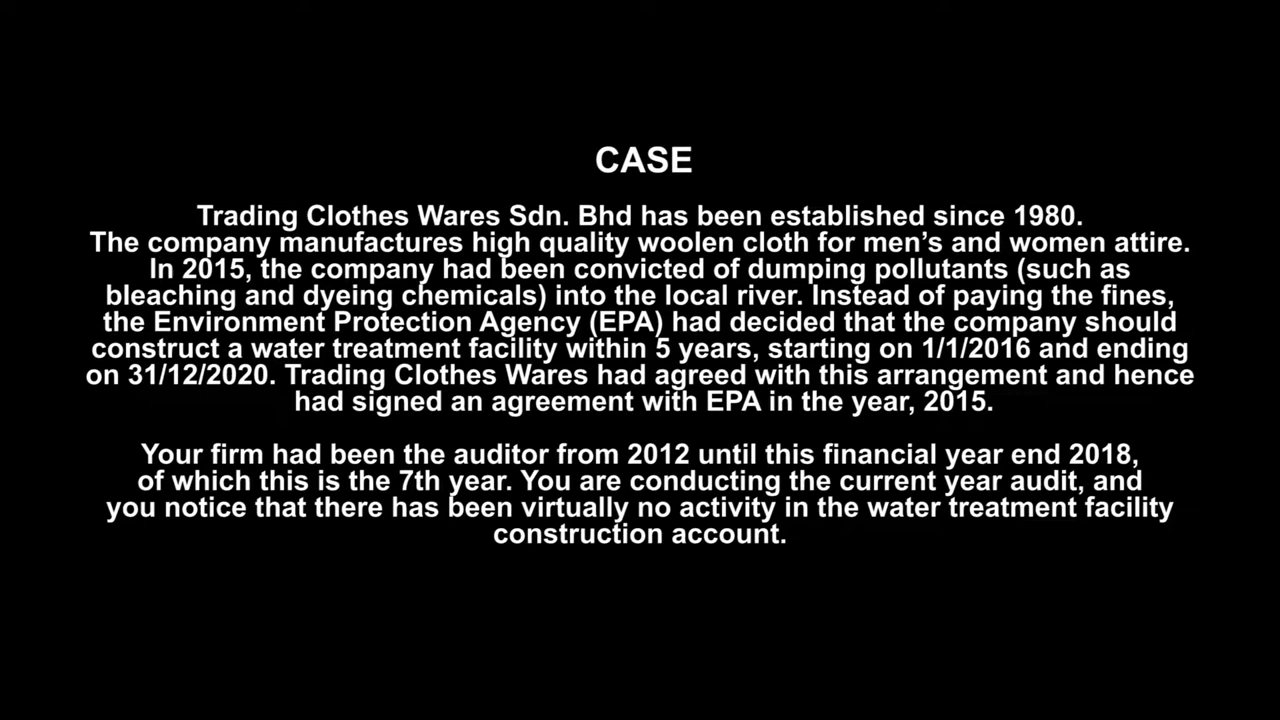 CASE
Trading Clothes Wares Sdn. Bhd has been established since 1980.
The company manufactures high quality woolen cloth for men’s and women attire.
In 2015, the company had been convicted of dumping pollutants (such as
bleaching and dyeing chemicals) into the local river. Instead of paying the fines,
the Environment Protection Agency (EPA) had decided that the company should
construct a water treatment facility within 5 years, starting on 1/1/2016 and ending
on 31/12/2020. Trading Clothes Wares had agreed with this arrangement and hence
had signed an agreement with EPA in the year, 2015.
Your firm had been the auditor from 2012 until this financial year end 2018,
of which this is the 7th year. You are conducting the current year audit, and
you notice that there has been virtually no activity in the water treatment facility
construction account.